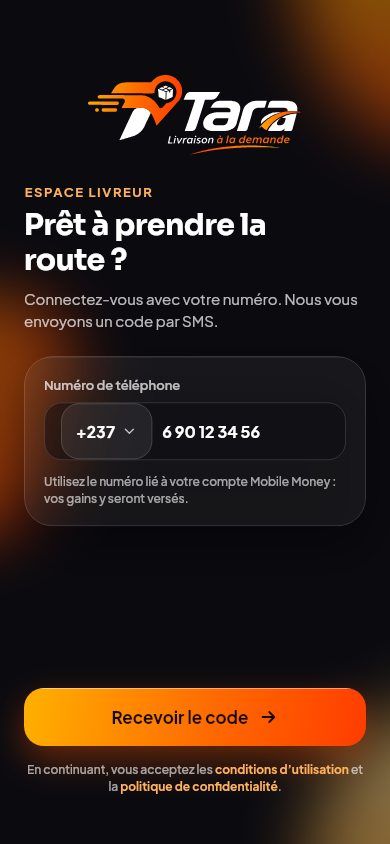 Tara
Livraison à la demande
ESPACE LIVREUR
Prêt à prendre la
route ?
Connectez-vous avec votre numéro. Nous vous
envoyons un code par SMS.
Numéro de téléphone
+237 6 90 12 34 56
Utilisez le numéro lié à votre compte Mobile Money :
vos gains y seront versés.
Recevoir le code →
En continuant, vous acceptez les conditions d’utilisation et
la politique de confidentialité.